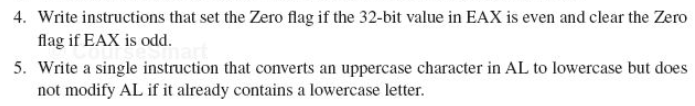 4. Write instructions that set the Zero flag if the 32-bit value in EAX is even and clear the Zero
flag if EAX is odd.
CourseSmart
5. Write a single instruction that converts an uppercase character in AL to lowercase but does
not modify AL if it already contains a lowercase letter.